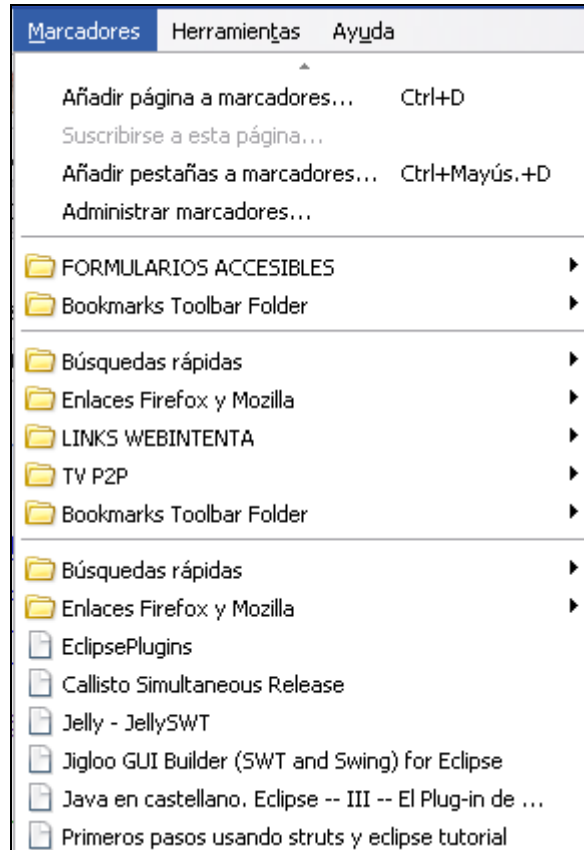 Marcadores Herramientas Ayuda
Añadir página a marcadores... Ctrl+D
Suscribirse a esta página...
Añadir pestañas a marcadores... Ctrl+Mayús.+D
Administrar marcadores...
FORMULARIOS ACCESIBLES
Bookmarks Toolbar Folder
Búsquedas rápidas
Enlaces Firefox y Mozilla
LINKS WEBINTENTA
TV P2P
Bookmarks Toolbar Folder
Búsquedas rápidas
Enlaces Firefox y Mozilla
EclipsePlugins
Callisto Simultaneous Release
Jelly - JellySWT
Jigloo GUI Builder (SWT and Swing) for Eclipse
Java en castellano. Eclipse -- III -- El Plug-in de ...
Primeros pasos usando struts y eclipse tutorial